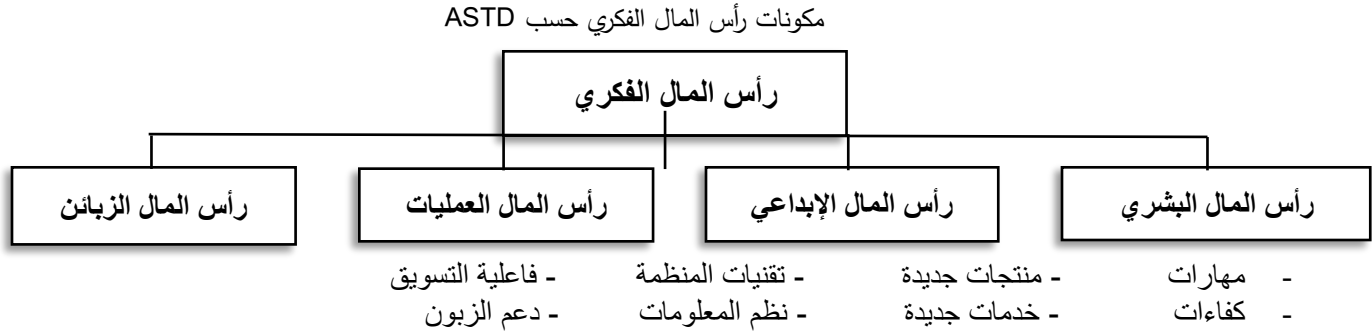 مكونات رأس المال الفكري حسب ASTD
رأس المال الفكري
رأس المال البشري
رأس المال الإبداعي
رأس المال العمليات
رأس المال الزبائن
- مهارات - منتجات جديدة - تقنيات المنظمة - فاعلية التسويق
- كفاءات - خدمات جديدة - نظم المعلومات - دعم الزبون